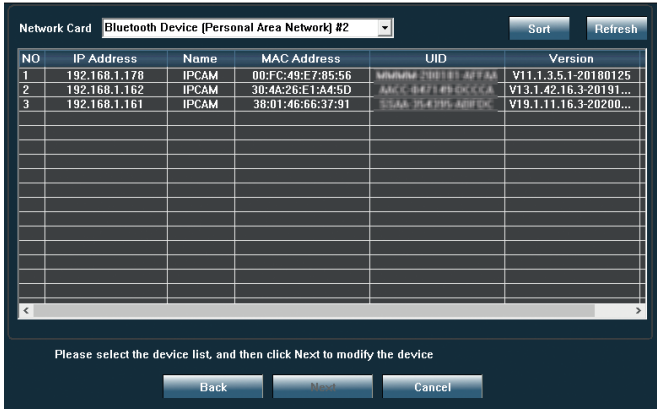 Network Card Bluetooth Device (Personal Area Network) #2 Sort Refresh
NO IP Address Name MAC Address UID Version
1 192.168.1.178 IPCAM 00:FC:49:E7:85:56 V11.1.3.5.1-20180125
2 192.168.1.162 IPCAM 30:4A:26:E1:A4:5D V13.1.42.16.3-20191...
3 192.168.1.161 IPCAM 38:01:46:66:37:91 V19.1.11.16.3-20200...
Please select the device list, and then click Next to modify the device
Back Next Cancel